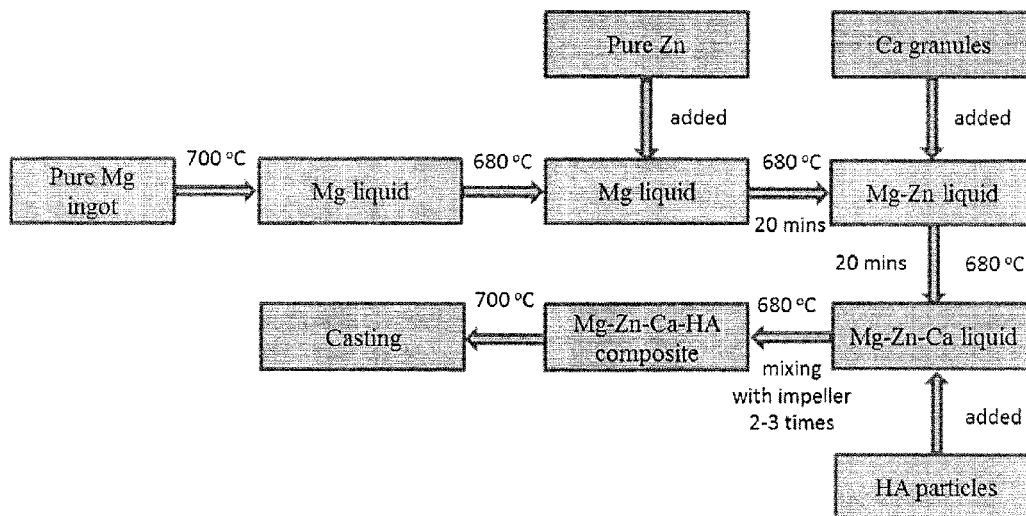 Pure Zn
Ca granules
added
added
700 °C
680 °C
680 °C
Pure Mg
ingot
Mg liquid
Mg liquid
Mg-Zn liquid
20 mins
20 mins
680 °C
700 °C
680 °C
Casting
Mg-Zn-Ca-HA
composite
Mg-Zn-Ca liquid
mixing
with impeller
2-3 times
added
HA particles